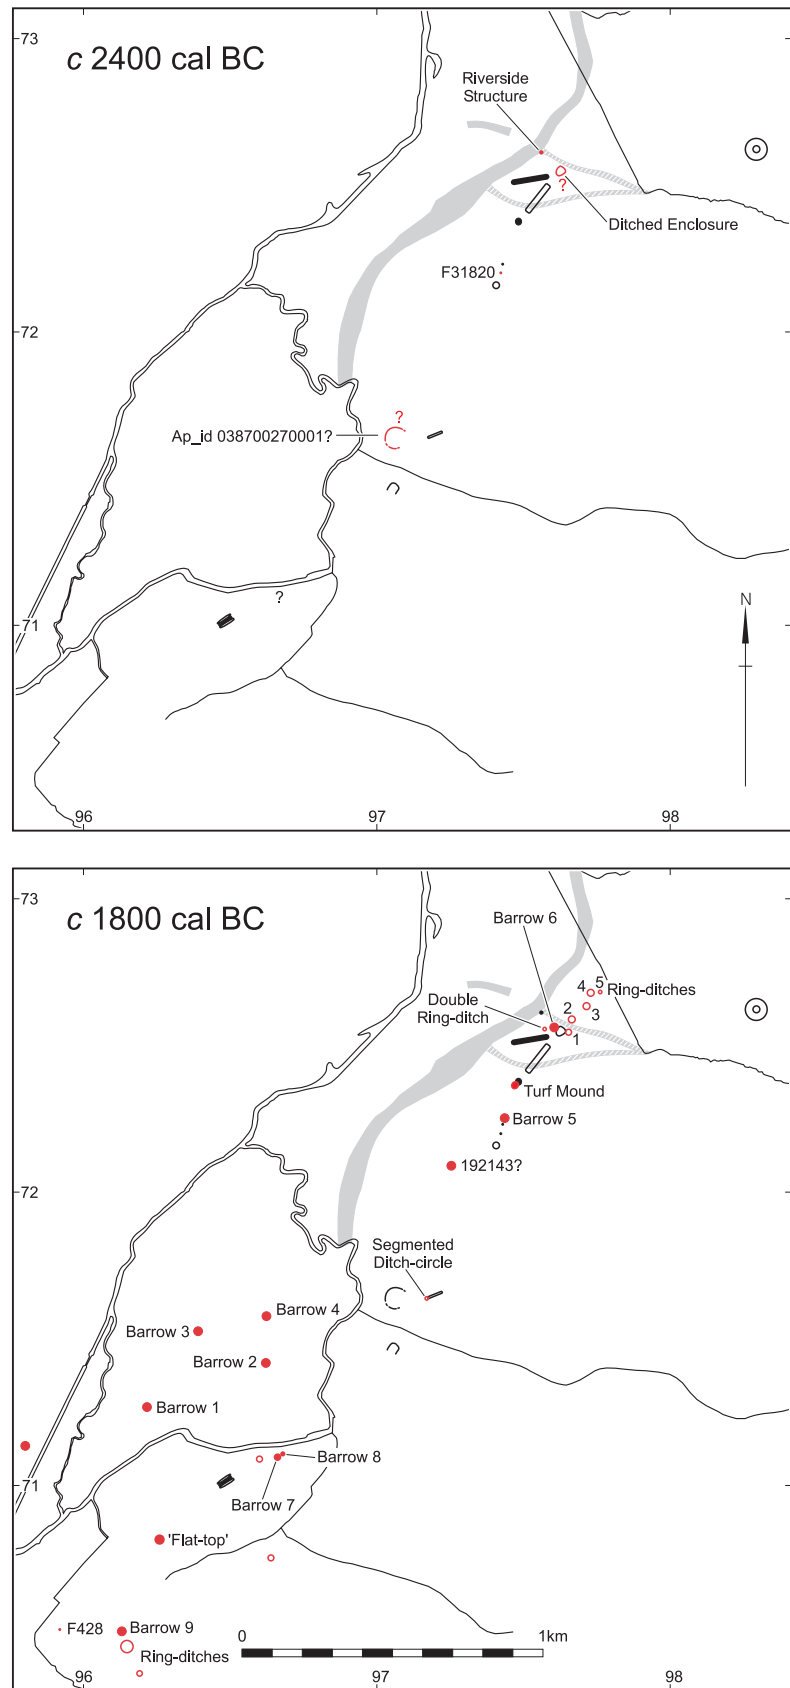 73
c 2400 cal BC
Riverside
Structure
?
Ditched Enclosure
F31820
72
?
Ap_id 038700270001?
?
71
N
96
97
98
73
c 1800 cal BC
Barrow 6
4
5
Ring-ditches
Double
Ring-ditch
2
3
1
Turf Mound
Barrow 5
192143?
72
Segmented
Ditch-circle
Barrow 4
Barrow 3
Barrow 2
Barrow 1
Barrow 8
71
Barrow 7
'Flat-top'
F428
Barrow 9
0
1km
Ring-ditches
96
97
98